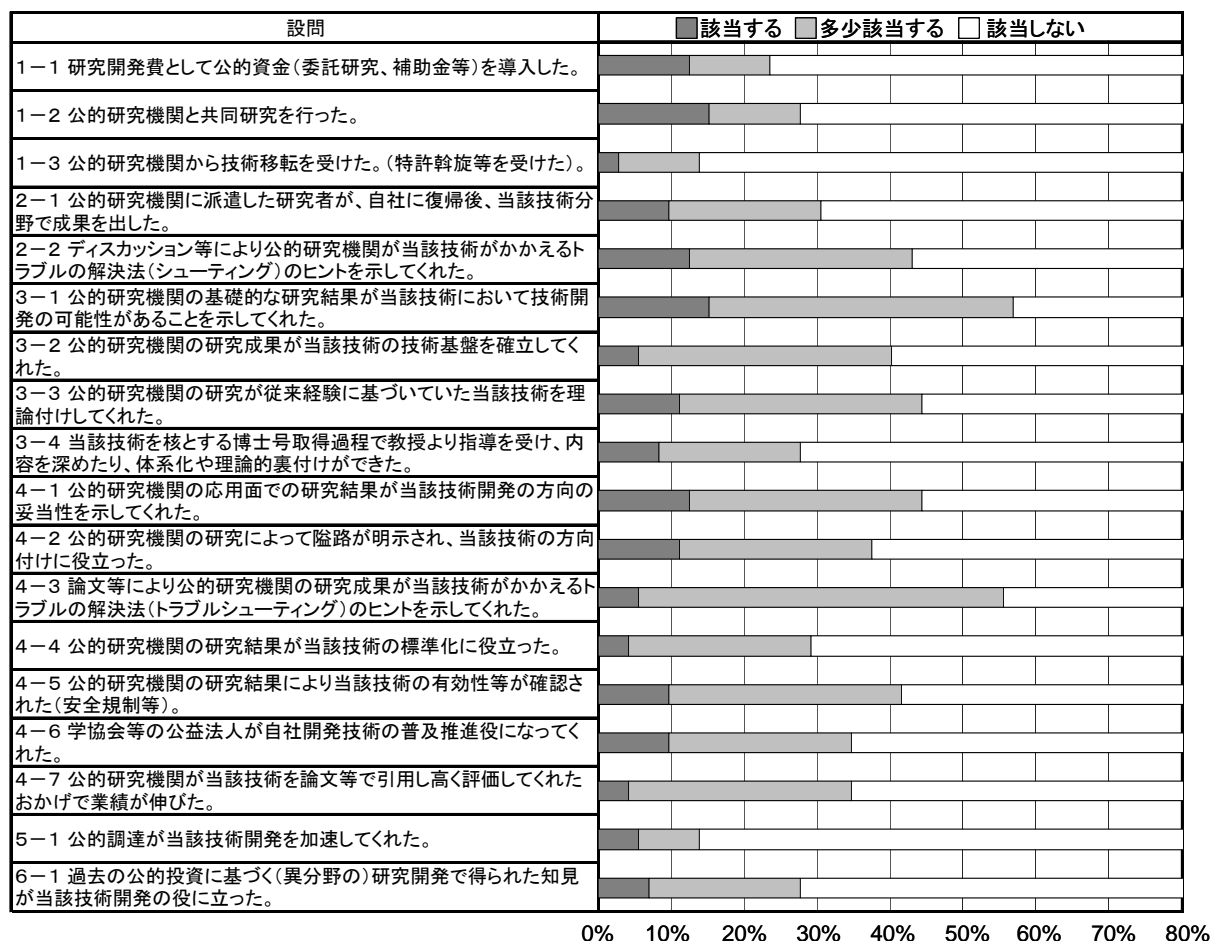 設問
該当する 多少該当する 該当しない
1－1 研究開発費として公的資金（委託研究、補助金等）を導入した。
1－2 公的研究機関と共同研究を行った。
1－3 公的研究機関から技術移転を受けた。（特許斡旋等を受けた）。
2－1 公的研究機関に派遣した研究者が、自社に復帰後、当該技術分
野で成果を出した。
2－2 ディスカッション等により公的研究機関が当該技術がかかえるト
ラブルの解決法（シューティング）のヒントを示してくれた。
3－1 公的研究機関の基礎的な研究結果が当該技術において技術開
発の可能性があることを示してくれた。
3－2 公的研究機関の研究成果が当該技術の技術基盤を確立してく
れた。
3－3 公的研究機関の研究が従来経験に基づいていた当該技術を理
論付けしてくれた。
3－4 当該技術を核とする博士号取得過程で教授より指導を受け、内
容を深めたり、体系化や理論的裏付けができた。
4－1 公的研究機関の応用面での研究結果が当該技術開発の方向の
妥当性を示してくれた。
4－2 公的研究機関の研究によって隘路が明示され、当該技術の方向
付けに役立った。
4－3 論文等により公的研究機関の研究成果が当該技術がかかえるト
ラブルの解決法（トラブルシューティング）のヒントを示してくれた。
4－4 公的研究機関の研究結果が当該技術の標準化に役立った。
4－5 公的研究機関の研究結果により当該技術の有効性等が確認さ
れた（安全規制等）。
4－6 学協会等の公益法人が自社開発技術の普及推進役になってく
れた。
4－7 公的研究機関が当該技術を論文等で引用し高く評価してくれた
おかげで業績が伸びた。
5－1 公的調達が当該技術開発を加速してくれた。
6－1 過去の公的投資に基づく（異分野の）研究開発で得られた知見
が当該技術開発の役に立った。
0% 10% 20% 30% 40% 50% 60% 70% 80%